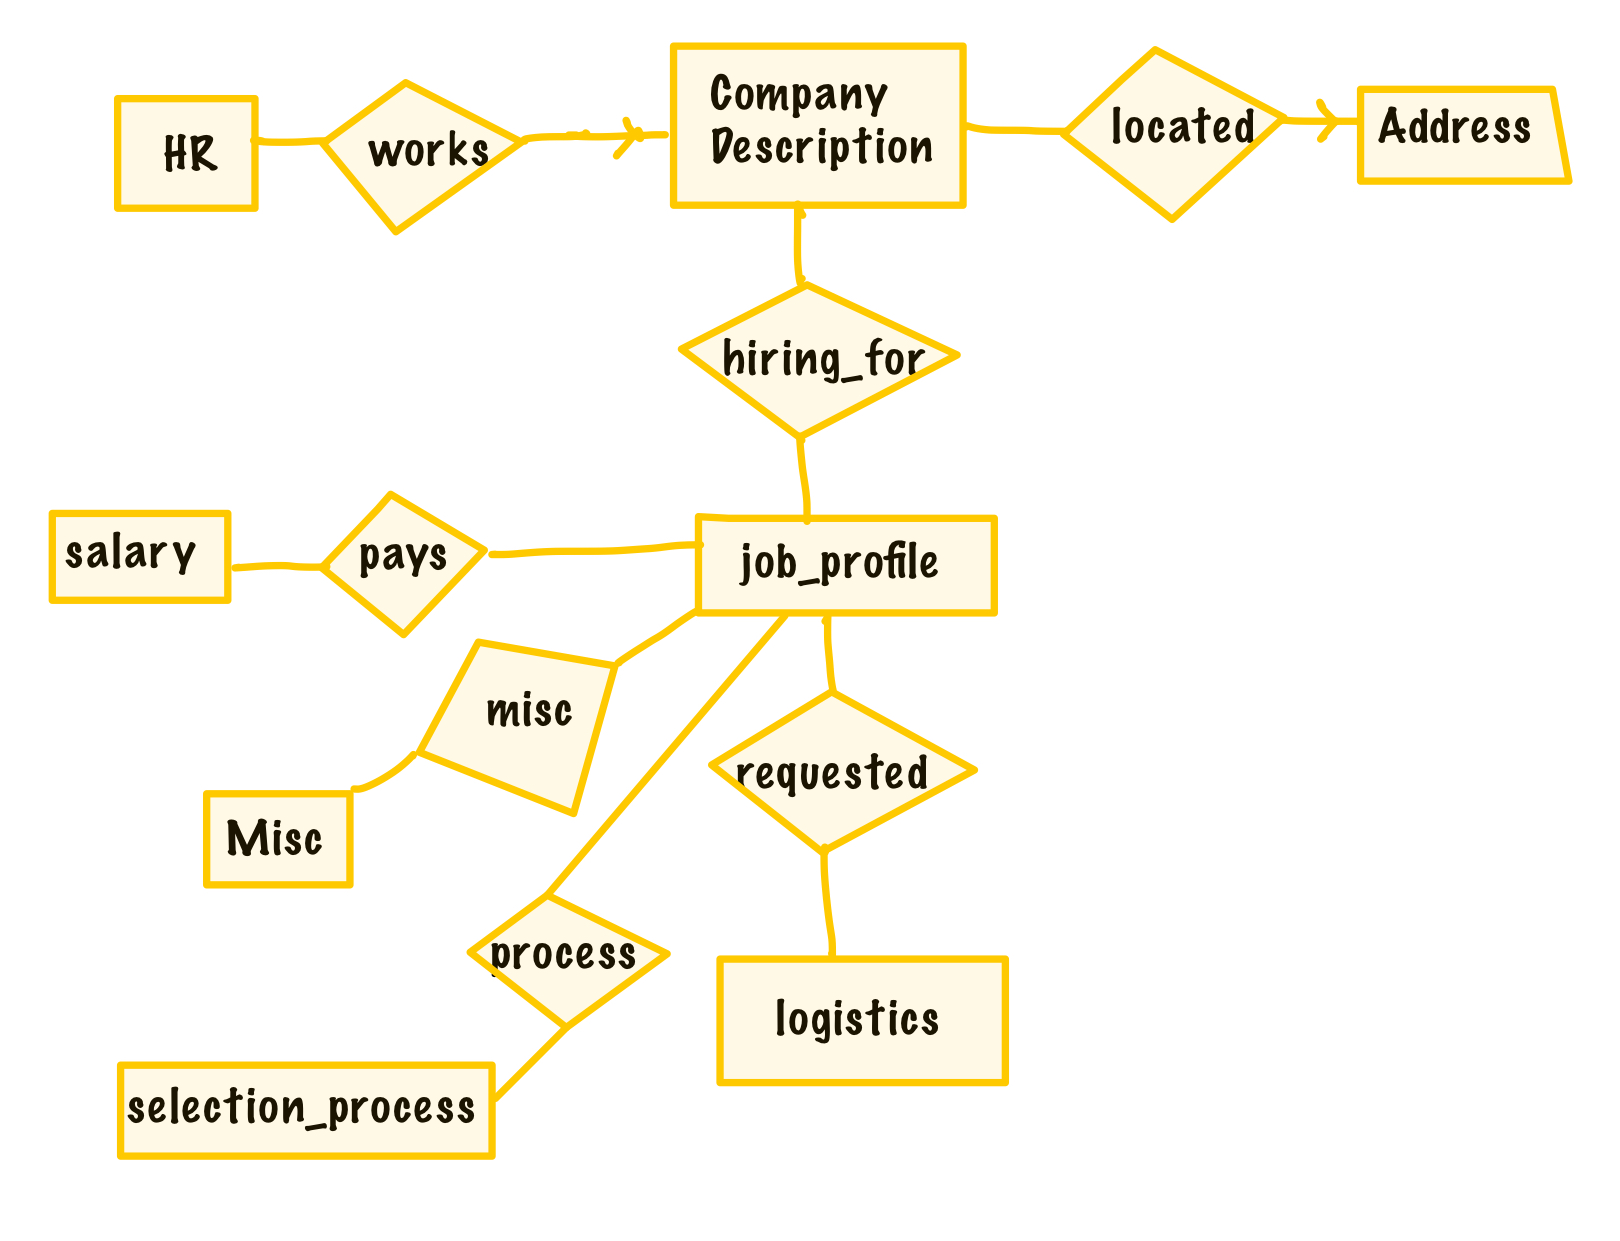 HR
works
Company
Description
located
Address
hiring_for
salary
pays
job_profile
misc
Misc
requested
process
logistics
selection_process